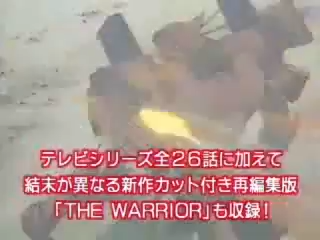 テレビシリーズ全２６話に加えて
結末が異なる新作カット付き再編集版
「THE WARRIOR」も収録！